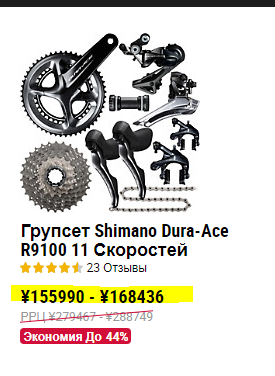 Групсет Shimano Dura-Ace
R9100 11 Скоростей
23 Отзывы
¥155990 - ¥168436
РРЦ ¥279467 - ¥288749
Экономия До 44%